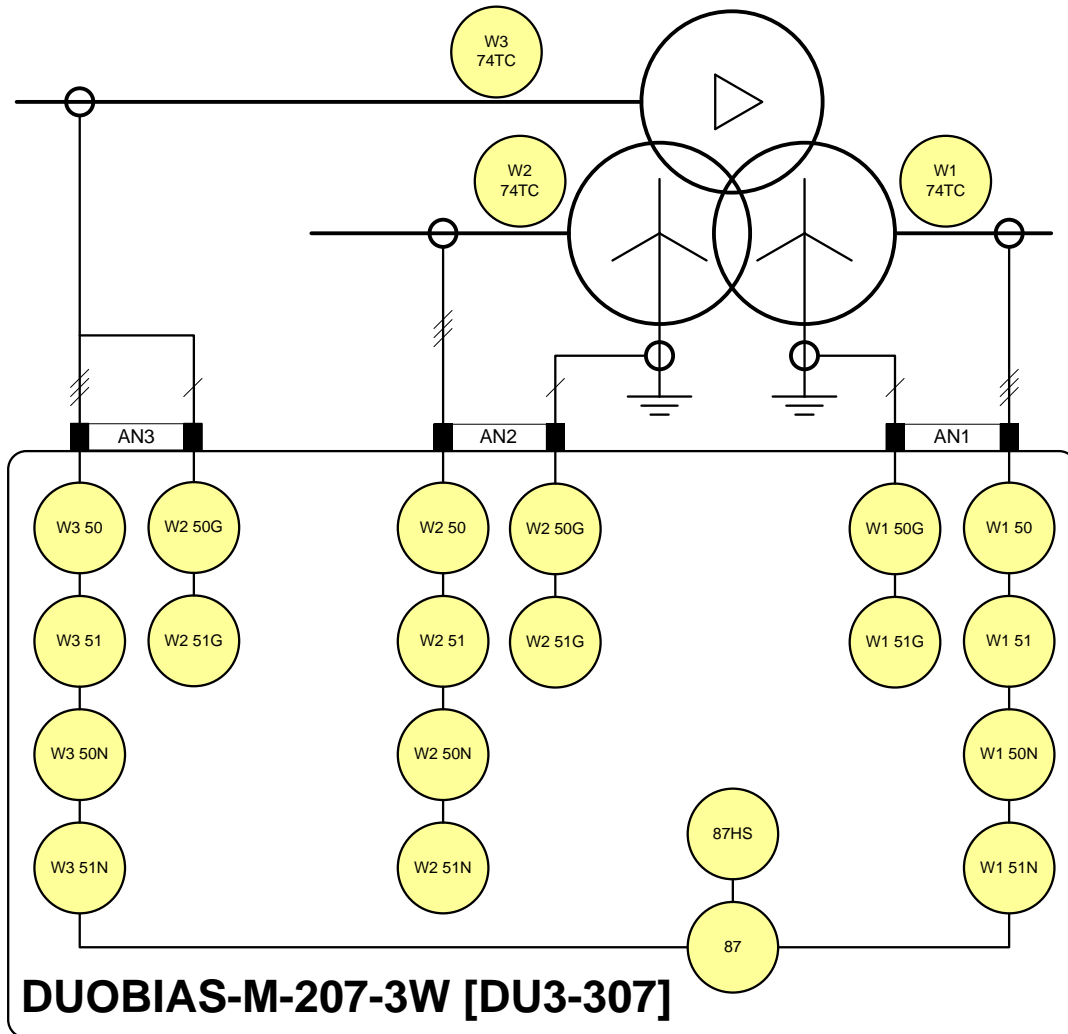 W3
74TC
W2
74TC
W1
74TC
AN3
AN2
AN1
W3 50
W2 50G
W2 50
W2 50G
W1 50G
W1 50
W3 51
W2 51G
W2 51
W2 51G
W1 51G
W1 51
W3 50N
W2 50N
W1 50N
87HS
W3 51N
W2 51N
W1 51N
87
DUOBIAS-M-207-3W [DU3-307]